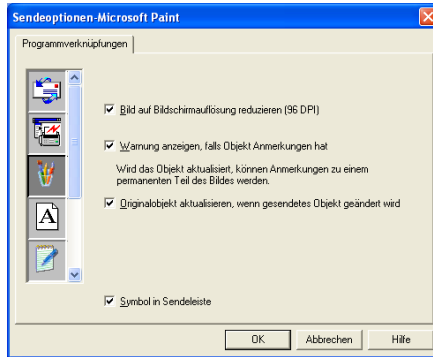 Sendeoptionen-Microsoft Paint
Programmverknüpfungen
Bild auf Bildschirmauflösung reduzieren (96 DPI)
Warnung anzeigen, falls Objekt Anmerkungen hat
Wird das Objekt aktualisiert, können Anmerkungen zu einem
permanenten Teil des Bildes werden.
Originalobjekt aktualisieren, wenn gesendetes Objekt geändert wird
A
Symbol in Sendeleiste
OK Abbrechen Hilfe